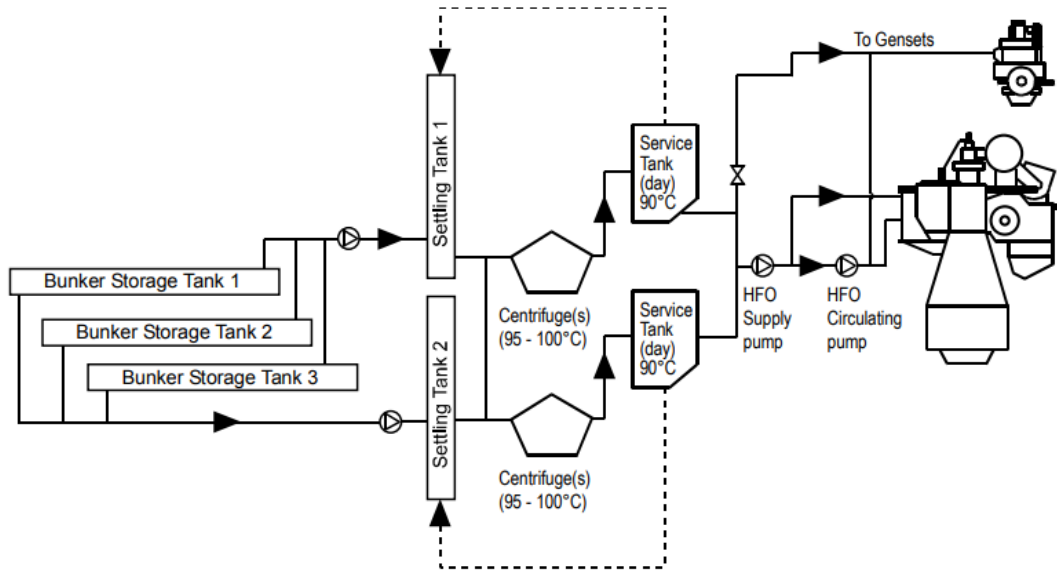 To Gensets
Settling Tank 1
Service
Tank
(day)
90°C
Bunker Storage Tank 1
Bunker Storage Tank 2
Bunker Storage Tank 3
Centrifuge(s)
(95 - 100°C)
Settling Tank 2
Service
Tank
(day)
90°C
HFO
Supply
pump
HFO
Circulating
pump
Centrifuge(s)
(95 - 100°C)